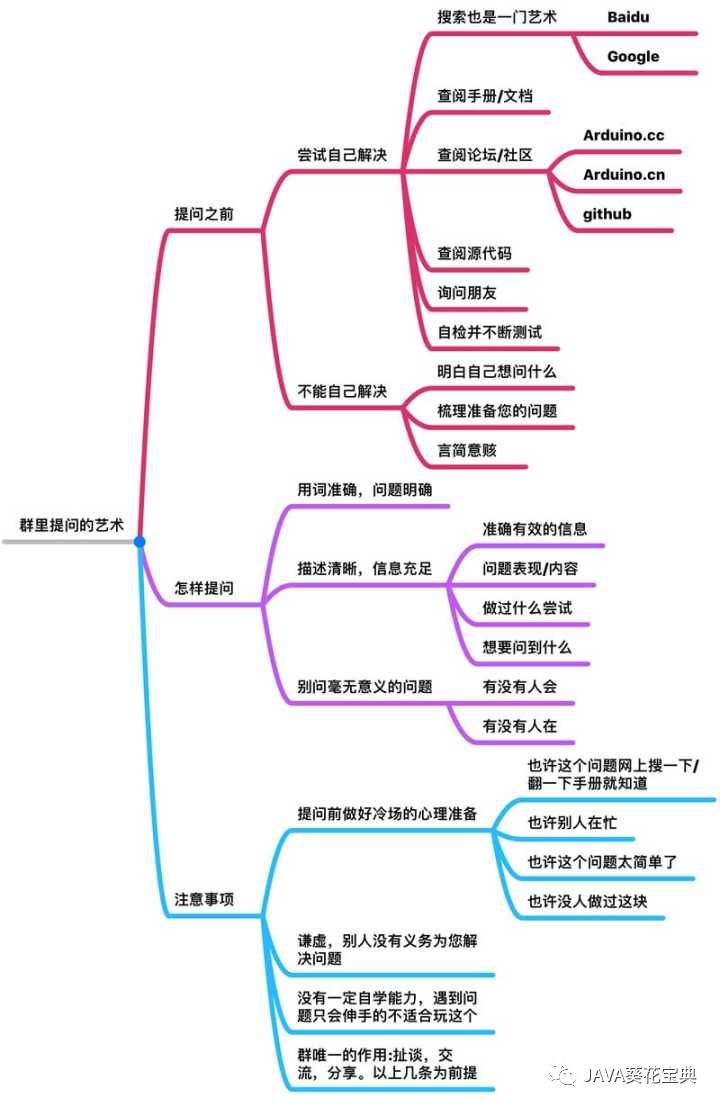 群里提问的艺术
提问之前
尝试自己解决
搜索也是一门艺术
Baidu
Google
查阅手册/文档
查阅论坛/社区
Arduino.cc
Arduino.cn
github
查阅源代码
询问朋友
自检并不断测试
不能自己解决
明白自己想问什么
梳理准备您的问题
言简意赅
怎样提问
用词准确，问题明确
描述清晰，信息充足
准确有效的信息
问题表现/内容
做过什么尝试
想要问到什么
别问毫无意义的问题
有没有人会
有没有人在
注意事项
提问前做好冷场的心理准备
也许这个问题网上搜一下/
翻一下手册就知道
也许别人在忙
也许这个问题太简单了
也许没人做过这块
谦虚，别人没有义务为您解
决问题
没有一定自学能力，遇到问
题只会伸手的不适合玩这个
群唯一的作用:扯谈，交
流，分享。以上几条为前提
JAVA葵花宝典